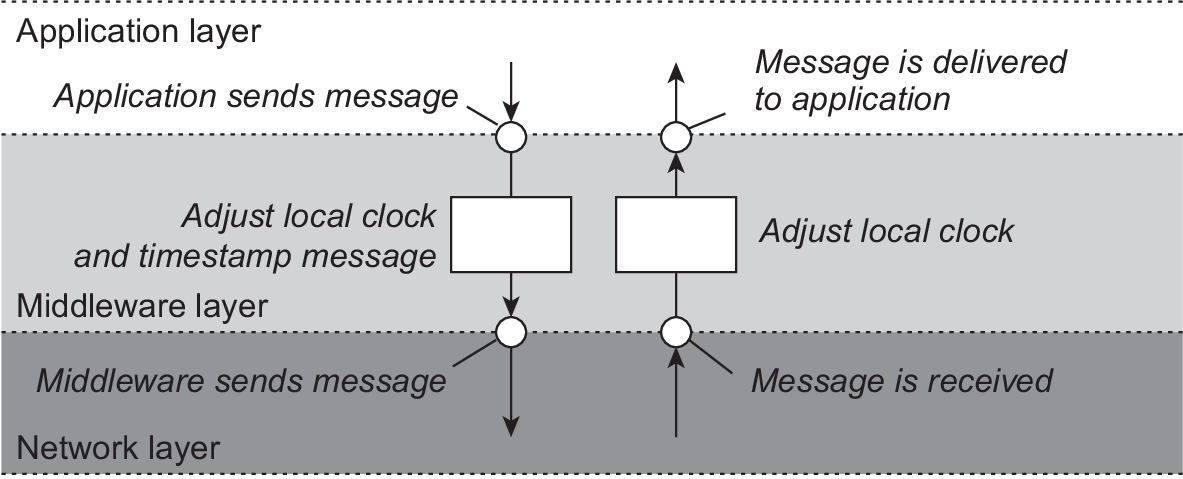 Application layer
Application sends message
Message is delivered
to application
Adjust local clock
and timestamp message
Adjust local clock
Middleware layer
Middleware sends message
Message is received
Network layer